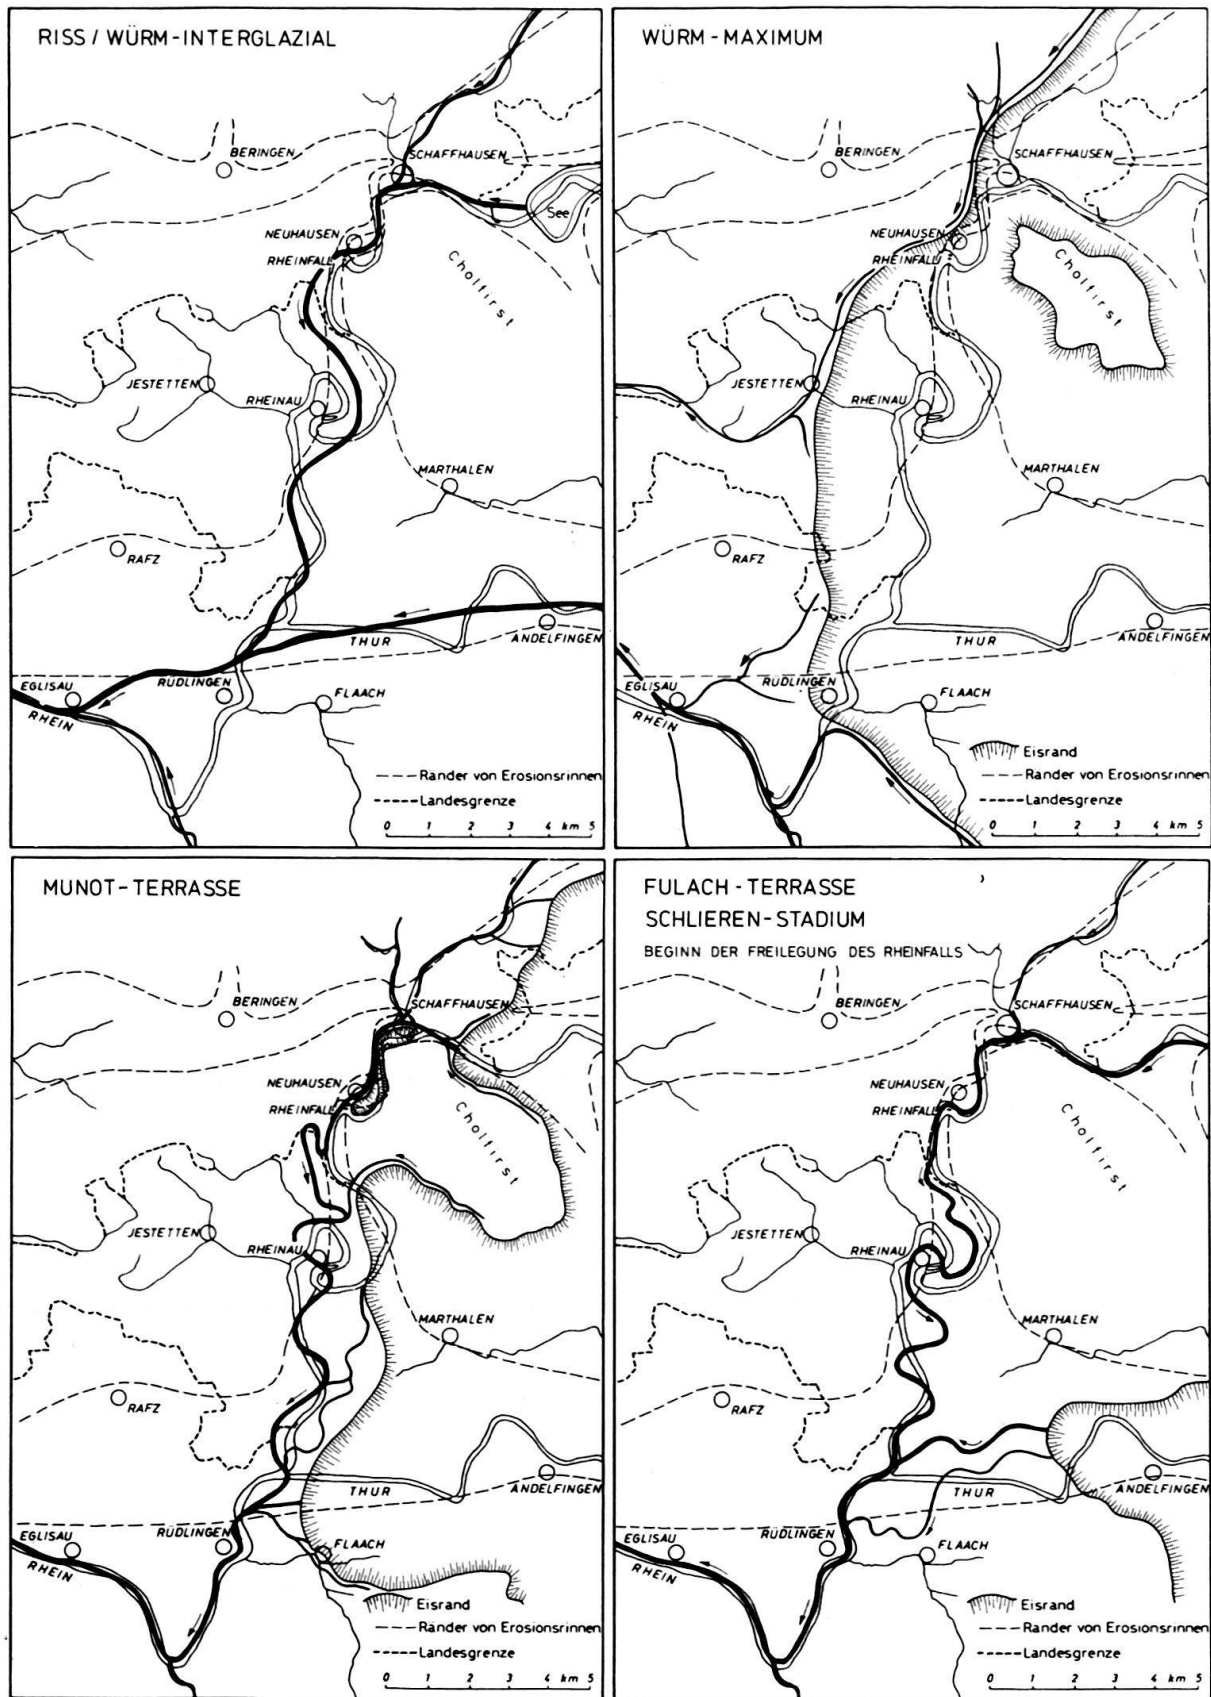 RISS / WÜRM-INTERGLAZIAL
BERINGEN
SCHAFFHAUSEN
See
NEUHAUSEN
RHEINFALL
Cholfirst
JESTETTEN
RHEINAU
MARTHALEN
RAFZ
THUR
ANDELFINGEN
EGLISAU
RÜDLINGEN
FLAACH
RHEIN
Ränder von Erosionsrinnen
Landesgrenze
0 1 2 3 4 km 5
WÜRM-MAXIMUM
BERINGEN
SCHAFFHAUSEN
NEUHAUSEN
RHEINFALL
Cholfirst
JESTETTEN
RHEINAU
MARTHALEN
RAFZ
THUR
ANDELFINGEN
EGLISAU
RÜDLINGEN
FLAACH
RHEIN
Eisrand
Ränder von Erosionsrinnen
Landesgrenze
0 1 2 3 4 km 5
MUNOT-TERRASSE
BERINGEN
SCHAFFHAUSEN
NEUHAUSEN
RHEINFALL
Cholfirst
JESTETTEN
RHEINAU
MARTHALEN
RAFZ
THUR
ANDELFINGEN
EGLISAU
RÜDLINGEN
FLAACH
RHEIN
Eisrand
Ränder von Erosionsrinnen
Landesgrenze
0 1 2 3 4 km 5
FULACH-TERRASSE
SCHLIEREN-STADIUM
BEGINN DER FREILEGUNG DES RHEINFALLS
BERINGEN
SCHAFFHAUSEN
NEUHAUSEN
RHEINFALL
Cholfirst
JESTETTEN
RHEINAU
MARTHALEN
RAFZ
THUR
ANDELFINGEN
EGLISAU
RÜDLINGEN
FLAACH
RHEIN
Eisrand
Ränder von Erosionsrinnen
Landesgrenze
0 1 2 3 4 km 5